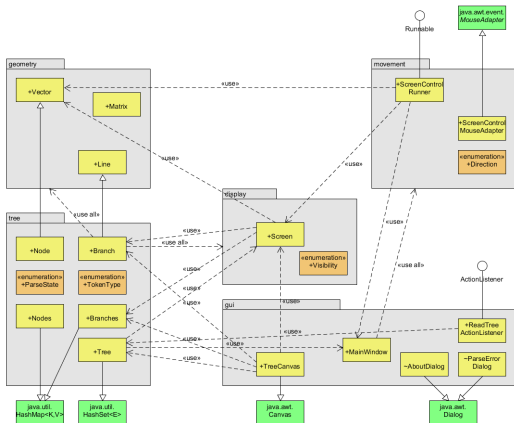 java.awt.event.
MouseAdapter
Runnable
geometry
movement
+Vector
+Matrix
+Line
«use»
+ScreenControl
Runner
+ScreenControl
MouseAdapter
«enumeration»
+Direction
«use»
«use»
«use»
«use all»
tree
display
+Node
+Branch
«use»
«use all»
+Screen
«enumeration»
+Visibility
«enumeration»
+ParseState
«enumeration»
+TokenType
«use»
«use all»
ActionListener
+Nodes
+Branches
«use»
«use»
gui
+ReadTree
ActionListener
+Tree
«use»
«use»
+TreeCanvas
+MainWindow
~AboutDialog
~ParseError
Dialog
java.util.
HashMap<K,V>
java.util.
HashSet<E>
java.awt.
Canvas
java.awt.
Dialog